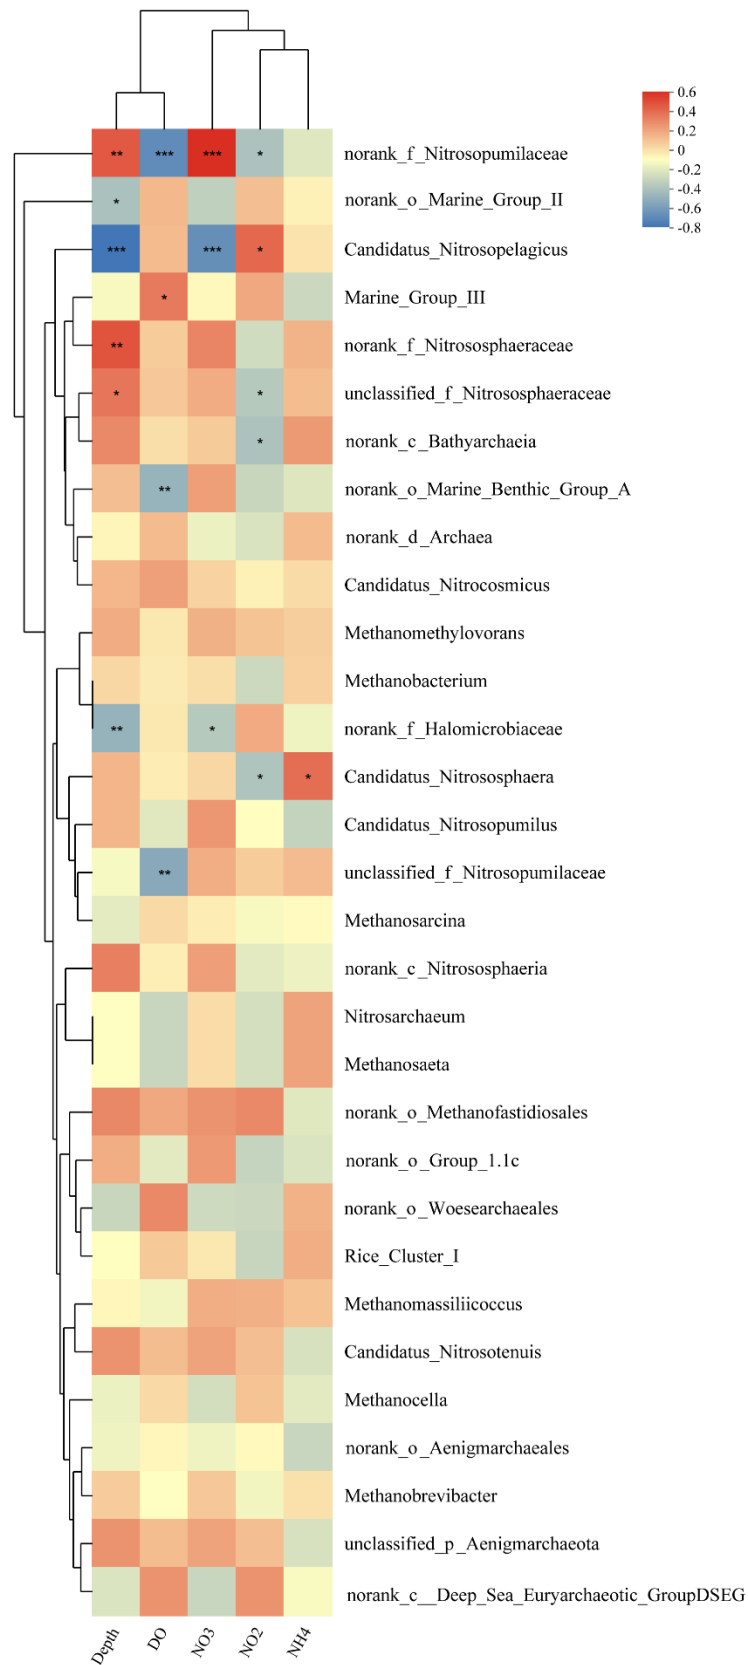 0.6
0.4
0.2
0
-0.2
-0.4
-0.6
-0.8
** *** *** * norank_f_Nitrosopumilaceae
* norank_o_Marine_Group_II
*** *** * Candidatus_Nitrosopelagicus
* Marine_Group_III
** norank_f_Nitrososphaeraceae
* * unclassified_f_Nitrososphaeraceae
* norank_c_Bathyarchaeia
** norank_o_Marine_Benthic_Group_A
norank_d_Archaea
Candidatus_Nitrocosmicus
Methanomethylovorans
Methanobacterium
** * norank_f_Halomicrobiaceae
* * Candidatus_Nitrososphaera
Candidatus_Nitrosopumilus
** unclassified_f_Nitrosopumilaceae
Methanosarcina
norank_c_Nitrososphaeria
Nitrosarchaeum
Methanosaeta
norank_o_Methanofastidiosales
norank_o_Group_1.1c
norank_o_Woesearchaeales
Rice_Cluster_I
Methanomassiliicoccus
Candidatus_Nitrosotenuis
Methanocella
norank_o_Aenigmarchaeales
Methanobrevibacter
unclassified_p_Aenigmarchaeota
norank_c__Deep_Sea_Euryarchaeotic_GroupDSEG
Depth DO NO3 NO2 NH4